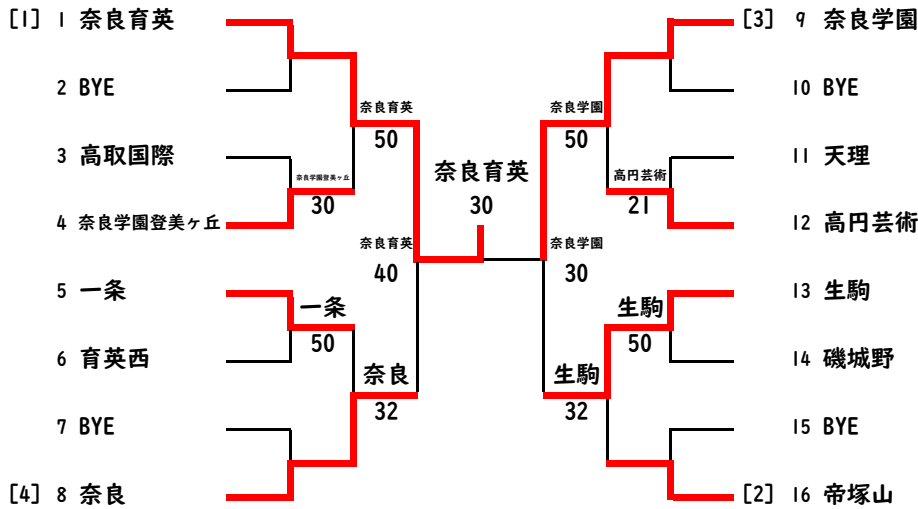 [1] 1 奈良育英
2 BYE
3 高取国際
4 奈良学園登美ヶ丘
5 一条
6 育英西
7 BYE
[4] 8 奈良
奈良学園登美ヶ丘
30
一条
50
奈良育英
50
奈良
32
奈良育英
40
奈良育英
30
奈良学園
30
奈良学園
50
生駒
32
高円芸術
21
生駒
50
[3] 9 奈良学園
10 BYE
11 天理
12 高円芸術
13 生駒
14 磯城野
15 BYE
[2] 16 帝塚山